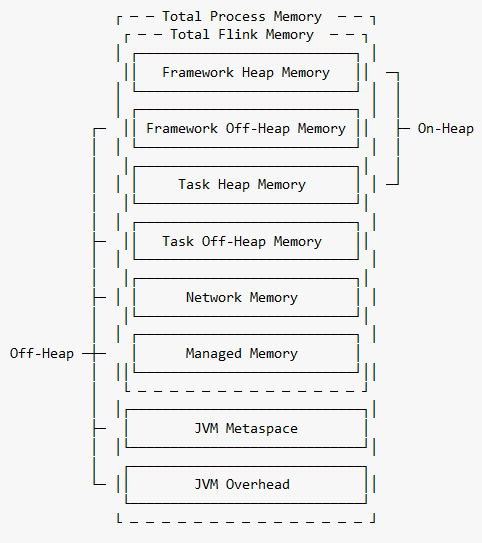 Total Process Memory
Total Flink Memory
Framework Heap Memory
Framework Off-Heap Memory
On-Heap
Task Heap Memory
Task Off-Heap Memory
Network Memory
Off-Heap
Managed Memory
JVM Metaspace
JVM Overhead